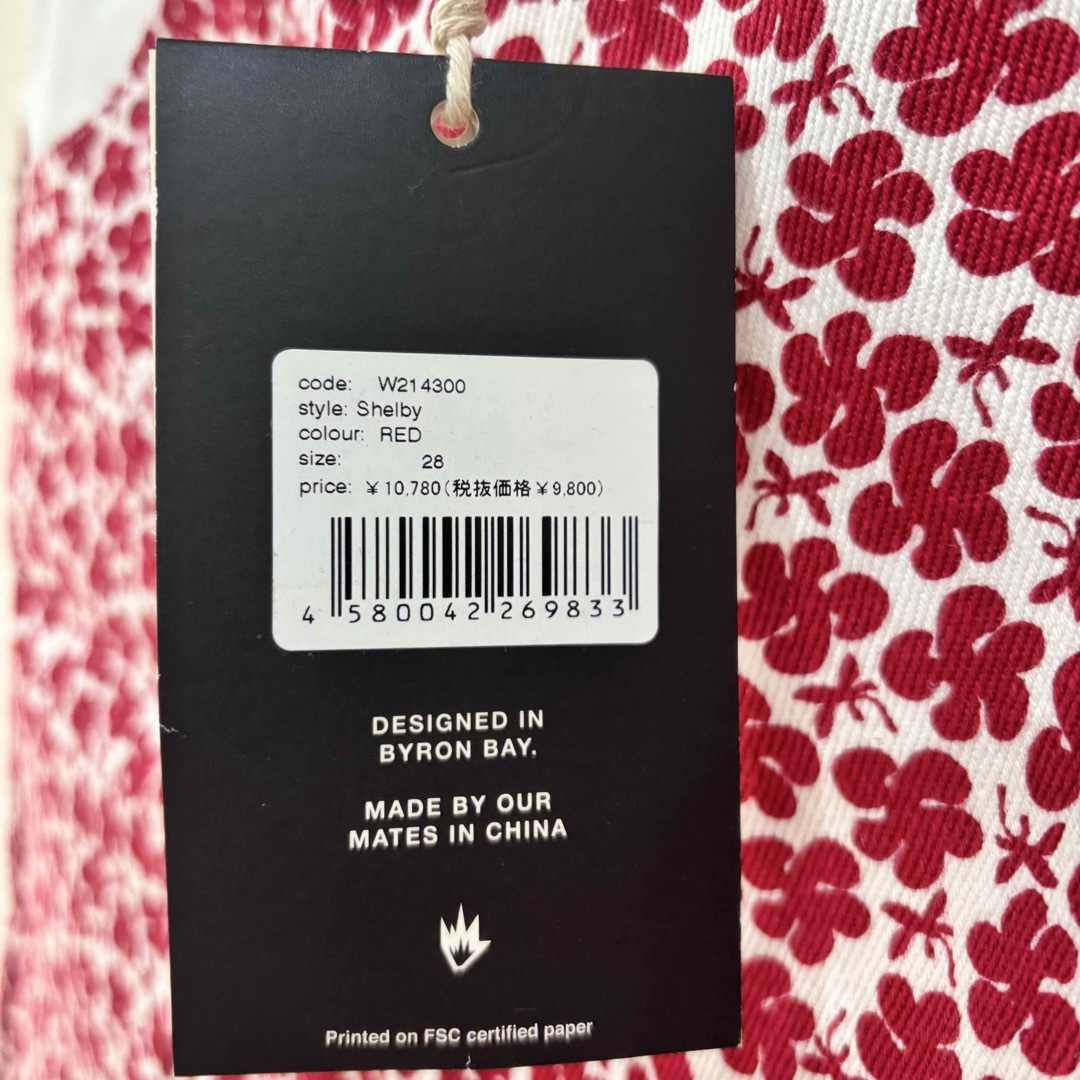 code: W214300
style: Shelby
colour: RED
size: 28
price: ¥10,780(税抜価格¥9,800)
4 580042 269833
DESIGNED IN
BYRON BAY.
MADE BY OUR
MATES IN CHINA
Printed on FSC certified paper